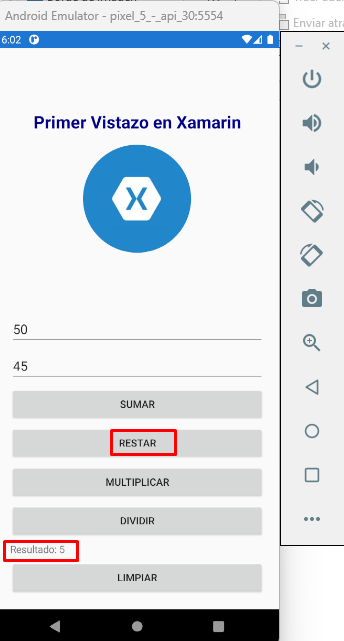 Android Emulator - pixel_5_-_api_30:5554
Enviar atrá
6:02
Primer Vistazo en Xamarin
X
50
45
SUMAR
RESTAR
MULTIPLICAR
DIVIDIR
Resultado: 5
LIMPIAR